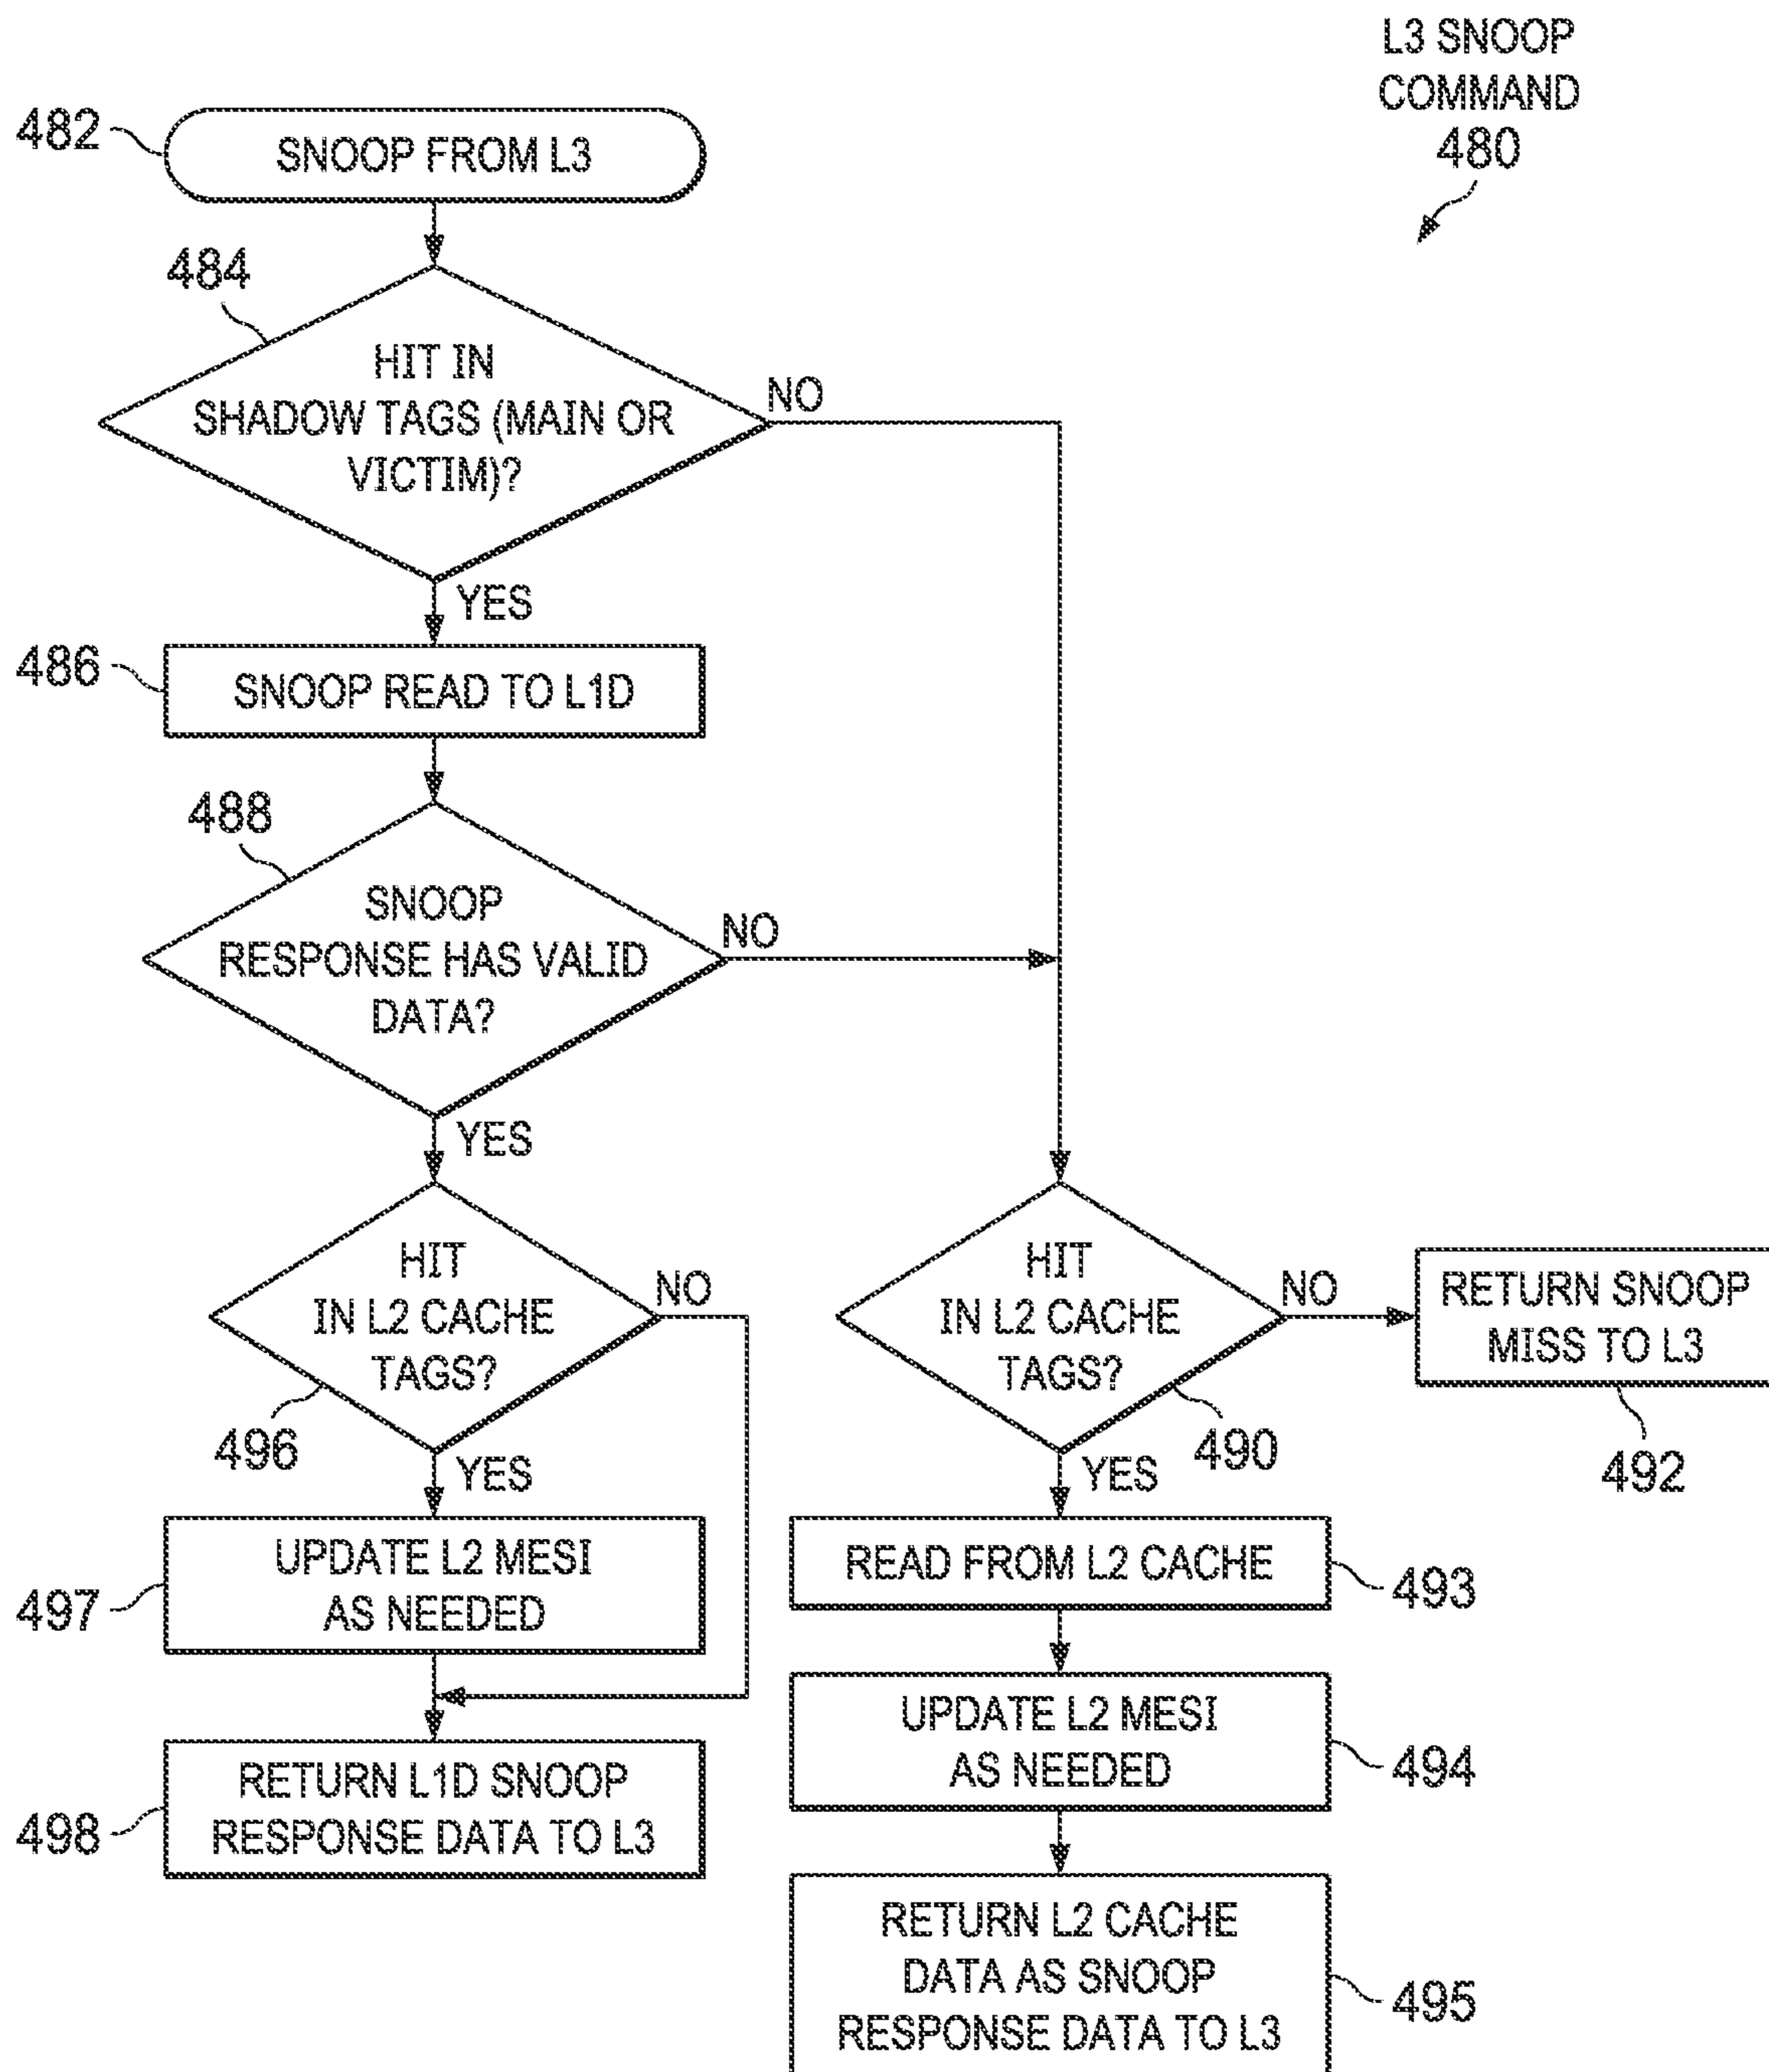 L3 SNOOP
COMMAND
480
482
SNOOP FROM L3
484
HIT IN
SHADOW TAGS (MAIN OR
VICTIM)?
NO
YES
486
SNOOP READ TO L1D
488
SNOOP
RESPONSE HAS VALID
DATA?
NO
YES
HIT
IN L2 CACHE
TAGS?
NO
496
YES
HIT
IN L2 CACHE
TAGS?
NO
490
YES
RETURN SNOOP
MISS TO L3
492
497
UPDATE L2 MESI
AS NEEDED
READ FROM L2 CACHE
493
UPDATE L2 MESI
AS NEEDED
494
498
RETURN L1D SNOOP
RESPONSE DATA TO L3
RETURN L2 CACHE
DATA AS SNOOP
RESPONSE DATA TO L3
495